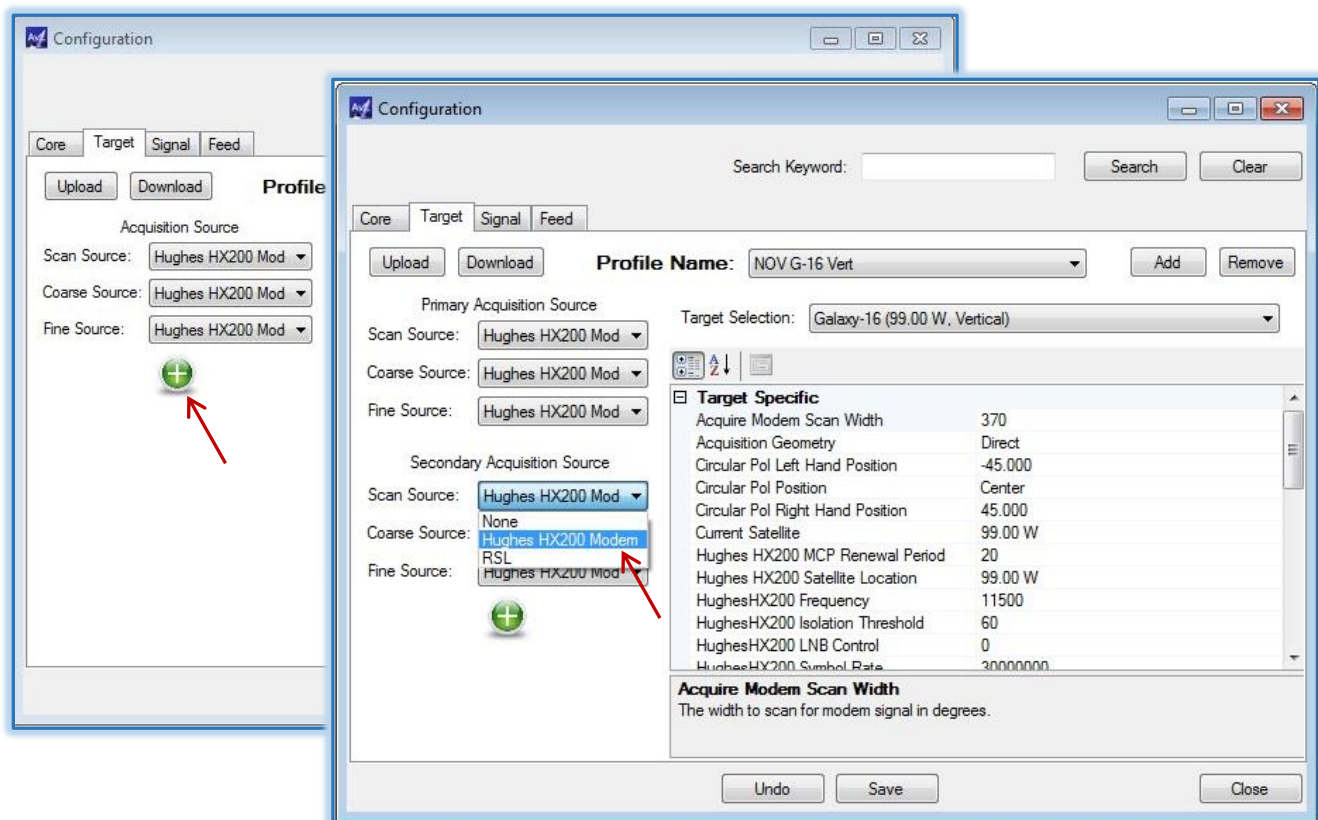 Configuration
Core Target Signal Feed
Upload Download Profile
Acquisition Source
Scan Source: Hughes HX200 Mod
Coarse Source: Hughes HX200 Mod
Fine Source: Hughes HX200 Mod
Configuration
Search Keyword: Search Clear
Core Target Signal Feed
Upload Download Profile Name: NOV G-16 Vert Add Remove
Primary Acquisition Source
Scan Source: Hughes HX200 Mod
Coarse Source: Hughes HX200 Mod
Fine Source: Hughes HX200 Mod
Secondary Acquisition Source
Scan Source: Hughes HX200 Mod
None
Coarse Source: Hughes HX200 Modem
RSL
Fine Source: Hughes HX200 Mod
Target Selection: Galaxy-16 (99.00 W, Vertical)
Target Specific
Acquire Modem Scan Width 370
Acquisition Geometry Direct
Circular Pol Left Hand Position -45.000
Circular Pol Position Center
Circular Pol Right Hand Position 45.000
Current Satellite 99.00 W
Hughes HX200 MCP Renewal Period 20
Hughes HX200 Satellite Location 99.00 W
HughesHX200 Frequency 11500
HughesHX200 Isolation Threshold 60
HughesHX200 LNB Control 0
HughesHX200 Symbol Rate 30000000
Acquire Modem Scan Width
The width to scan for modem signal in degrees.
Undo Save Close